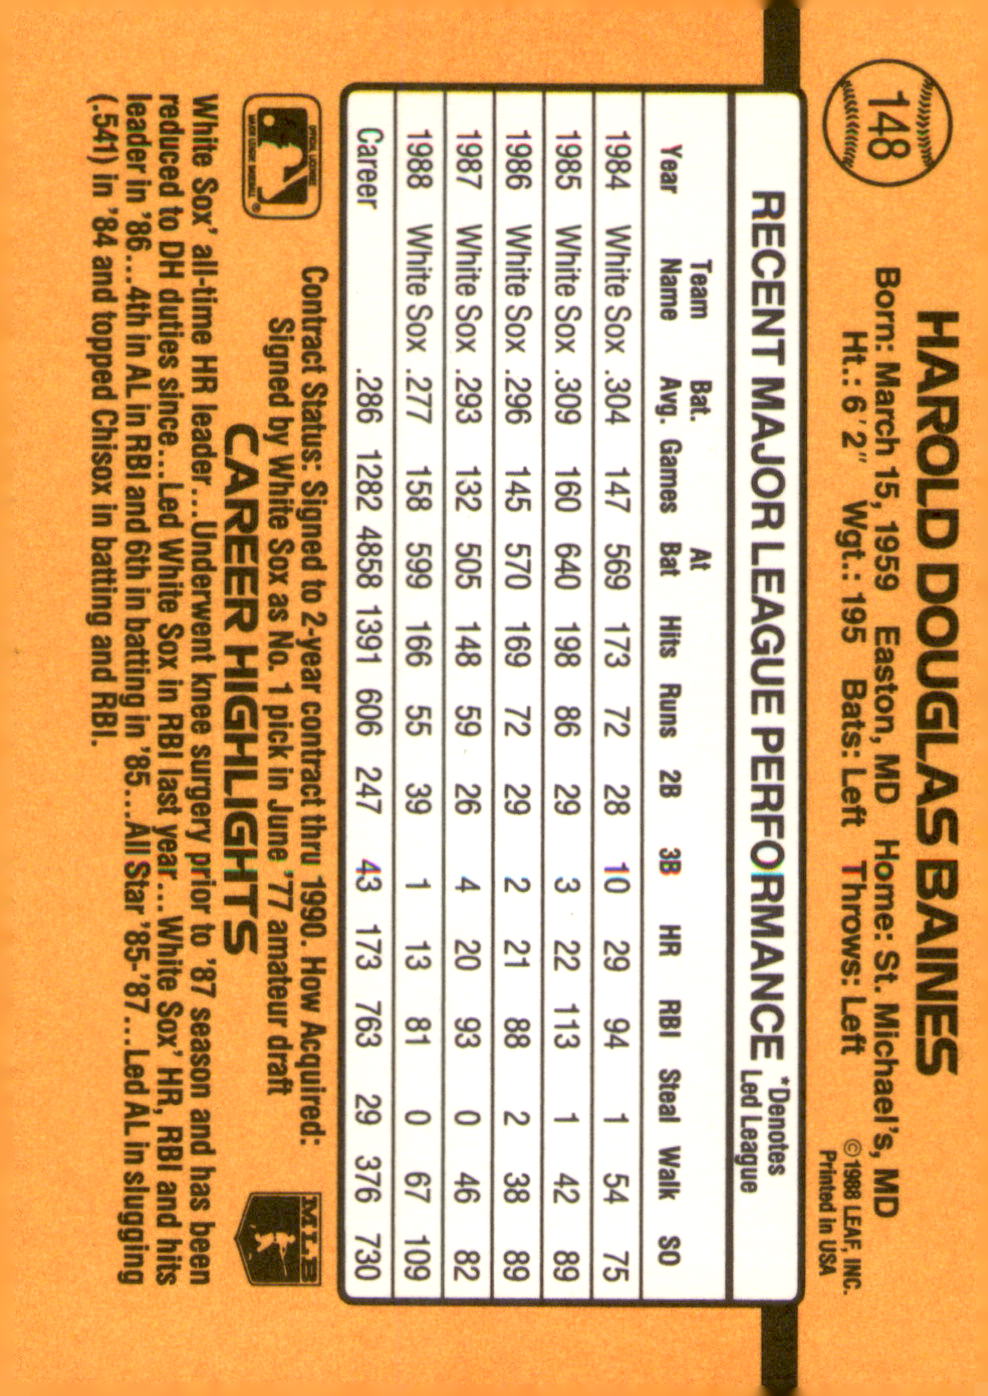 148
HAROLD DOUGLAS BAINES
Born: March 15, 1959 Easton, MD Home: St. Michael's, MD
Ht.: 6'2" Wgt.: 195 Bats: Left Throws: Left
©1988 LEAF, INC.
Printed in USA
RECENT MAJOR LEAGUE PERFORMANCE
*Denotes
Led League
Year Team Name Bat. Avg. Games At Bat Hits Runs 2B 3B HR RBI Steal Walk SO
1984 White Sox .304 147 569 173 72 28 10 29 94 1 54 75
1985 White Sox .309 160 640 198 86 29 3 22 113 1 42 89
1986 White Sox .296 145 570 169 72 29 2 21 88 2 38 89
1987 White Sox .293 132 505 148 59 26 4 20 93 0 46 82
1988 White Sox .277 158 599 166 55 39 1 13 81 0 67 109
Career .286 1282 4858 1391 606 247 43 173 763 29 376 730
OFFICIAL LICENSEE
MAJOR LEAGUE BASEBALL
®
Contract Status: Signed to 2-year contract thru 1990. How Acquired:
Signed by White Sox as No. 1 pick in June '77 amateur draft
MLB
CAREER HIGHLIGHTS
White Sox' all-time HR leader...Underwent knee surgery prior to '87 season and has been
reduced to DH duties since...Led White Sox in RBI last year...White Sox' HR, RBI and hits
leader in '86...4th in AL in RBI and 6th in batting in '85...All Star '85-'87...Led AL in slugging
(.541) in '84 and topped Chisox in batting and RBI.